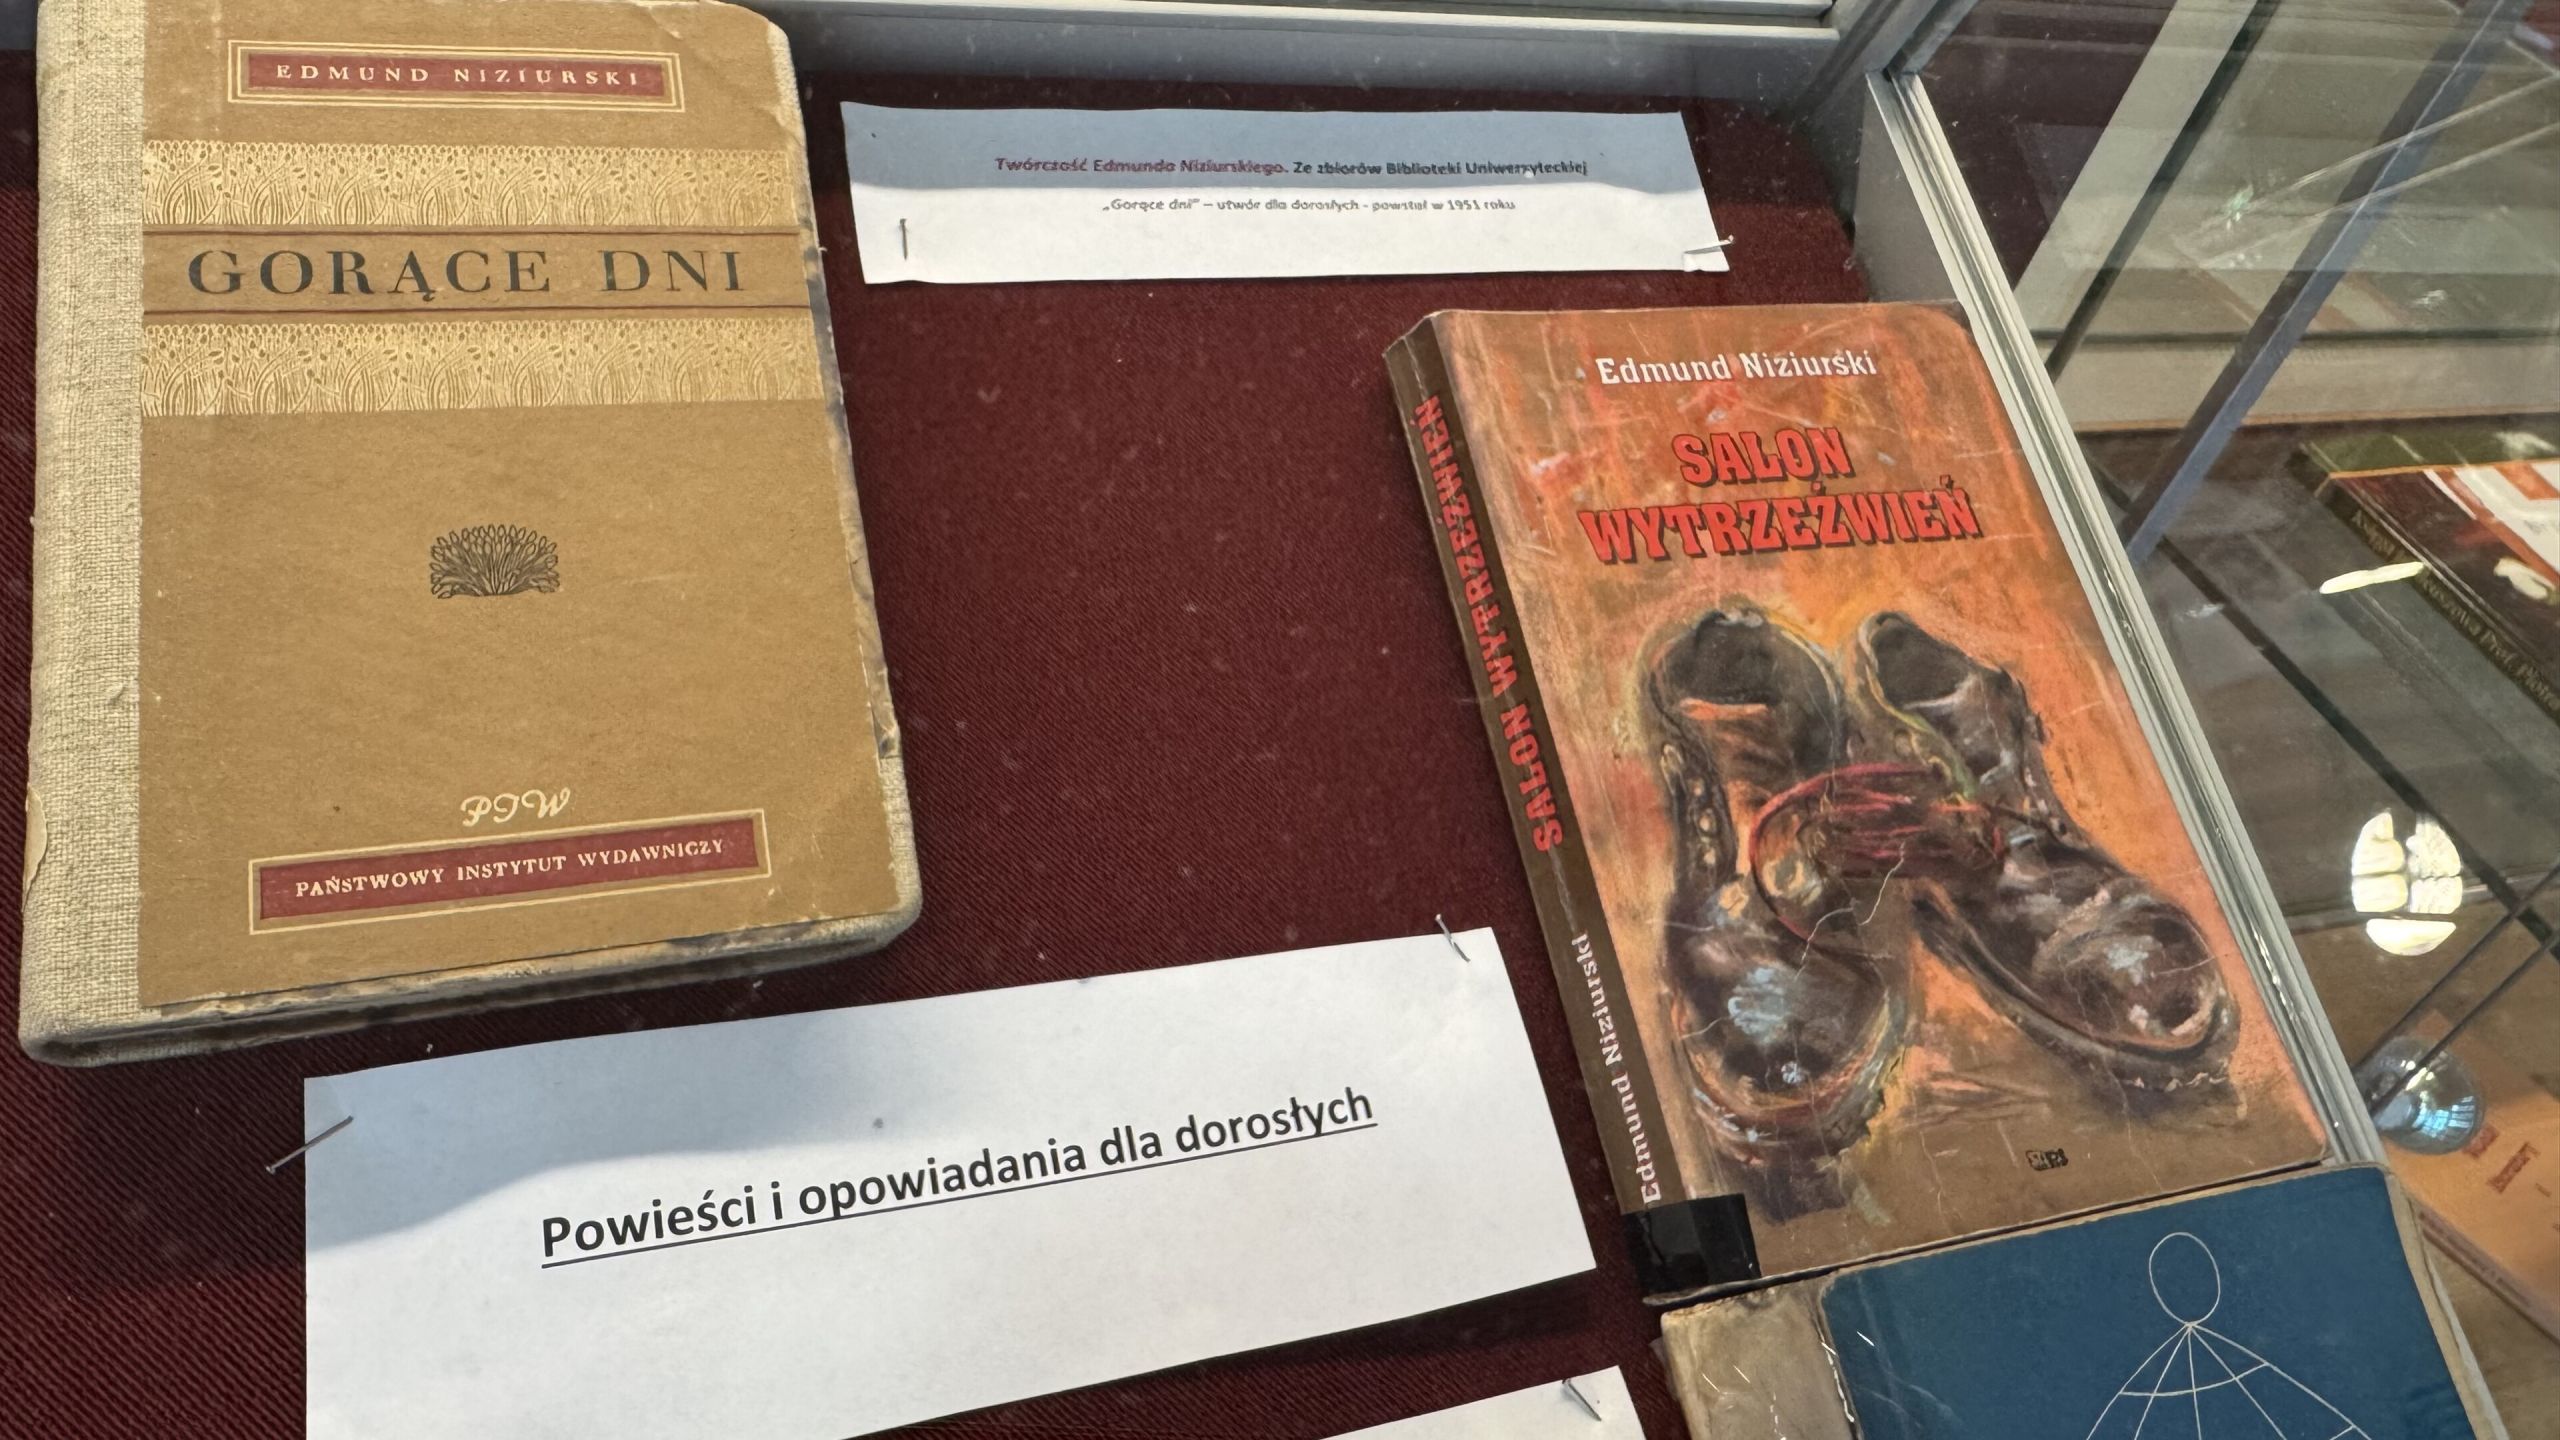 EDMUND NIZIURSKI
GORĄCE DNI
PIW
PAŃSTWOWY INSTYTUT WYDAWNICZY
Twórczość Edmunda Niziurskiego. Ze zbiorów Biblioteki Uniwersyteckiej
„Gorące dni” – utwór dla dorosłych - powstał w 1951 roku
Edmund Niziurski
SALON
WYTRZEŹWIEŃ
SALON WYTRZEŹWIEŃ
Edmund Niziurski
Powieści i opowiadania dla dorosłych